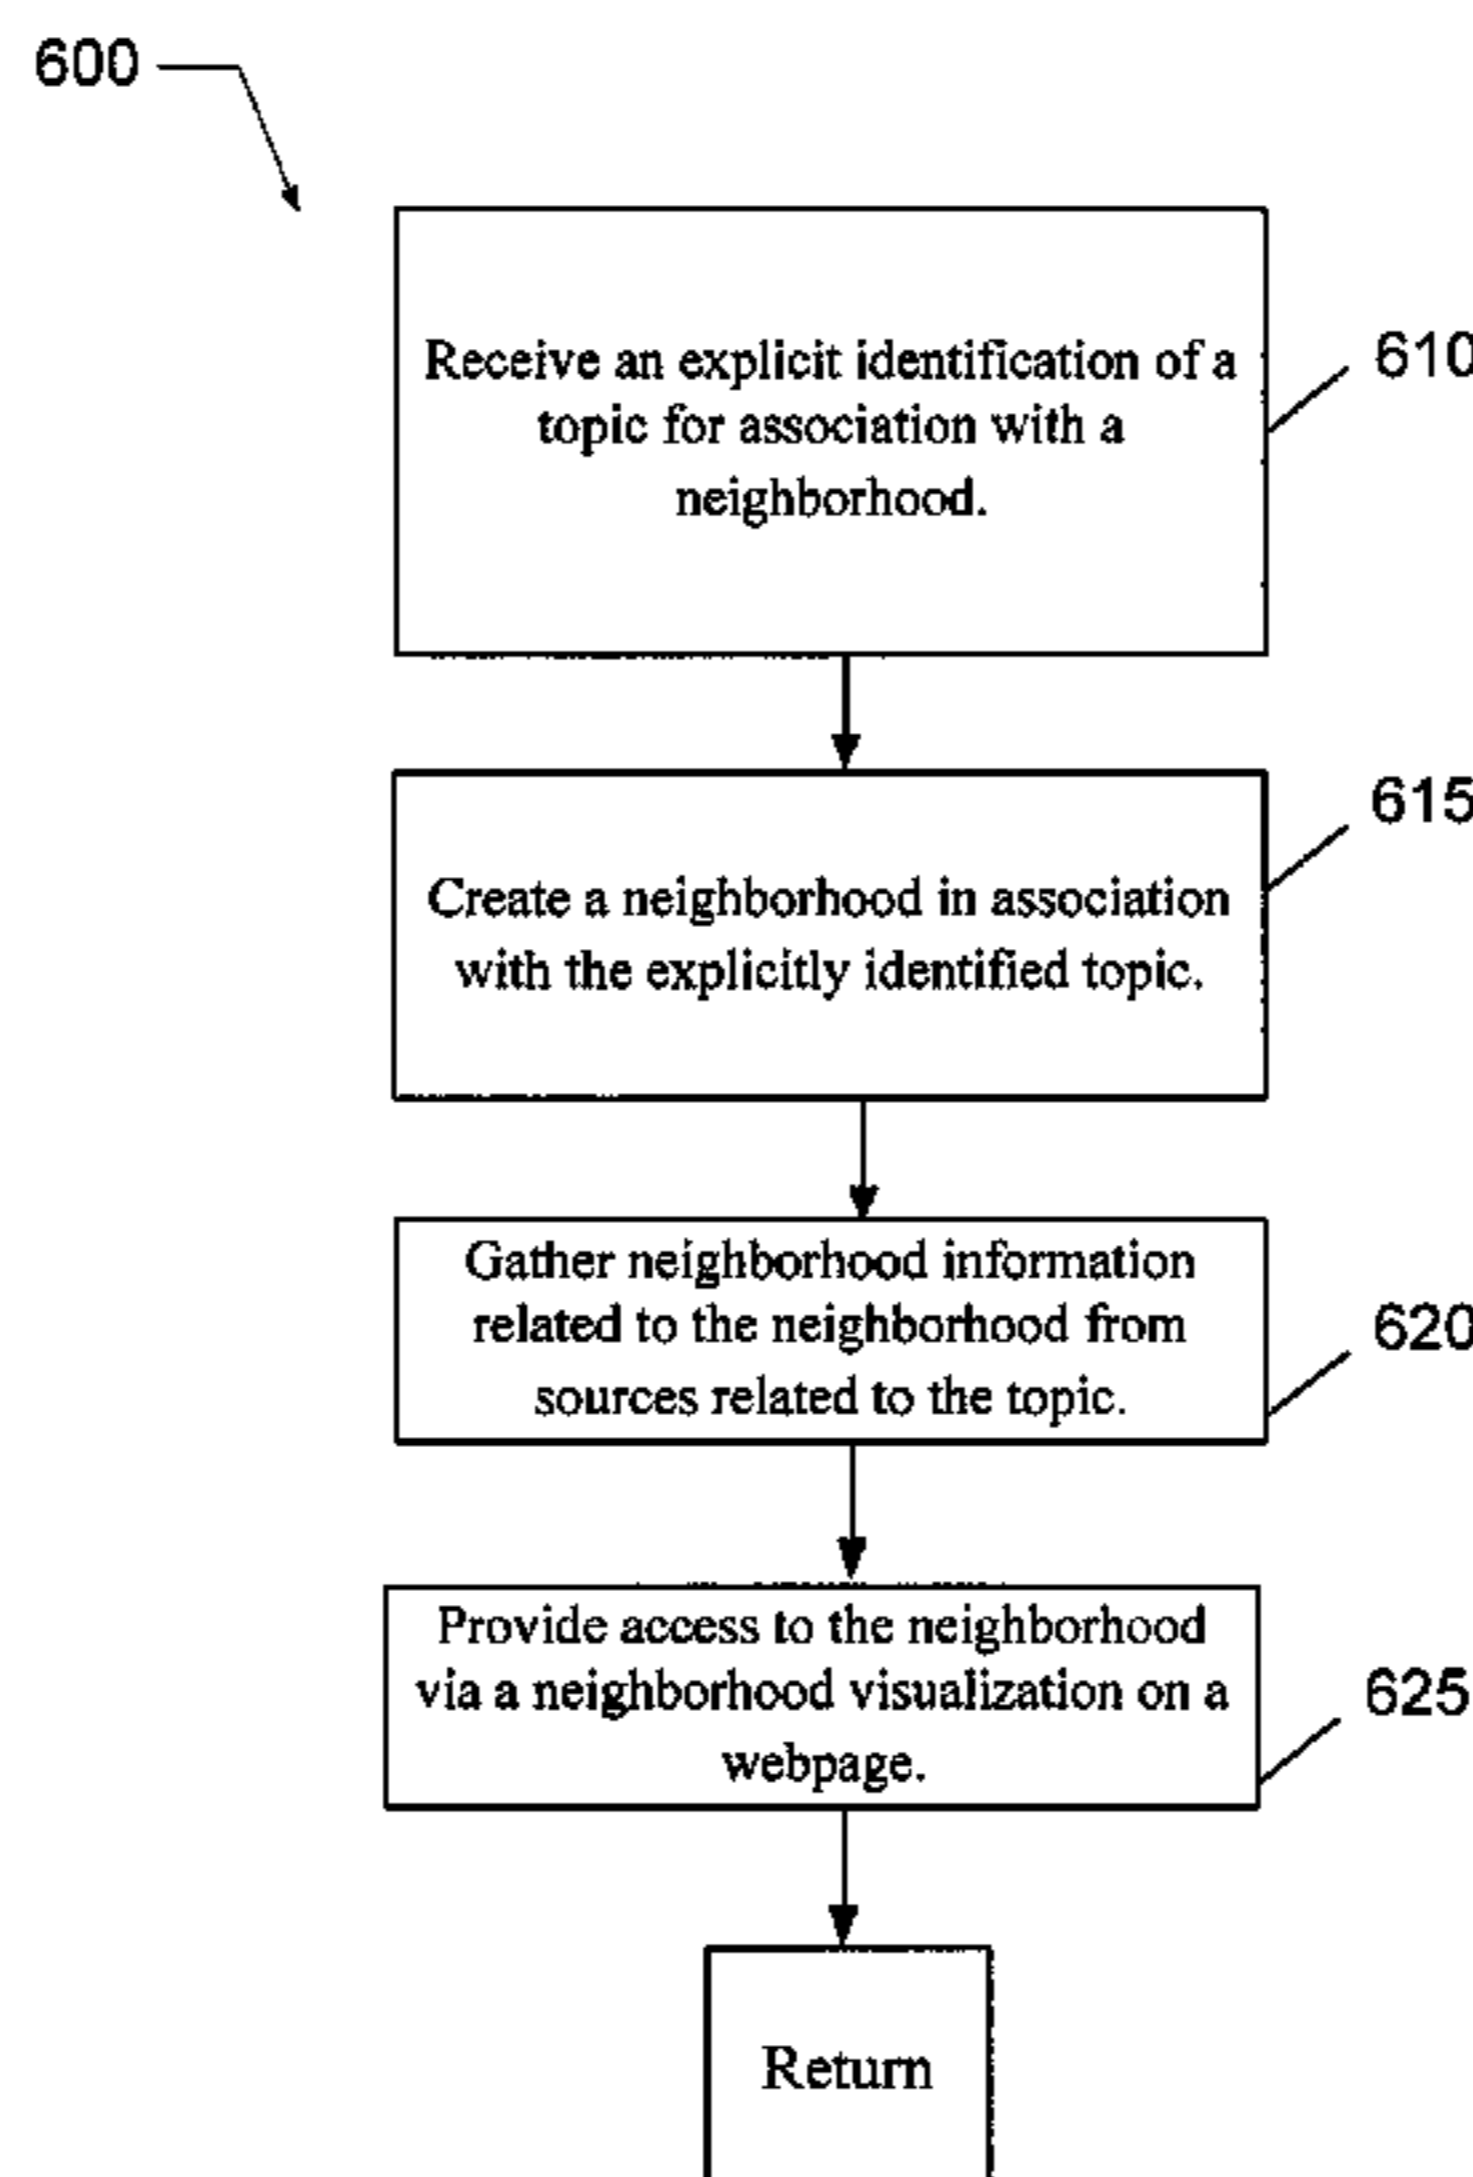 600
Receive an explicit identification of a
topic for association with a
neighborhood.
610
Create a neighborhood in association
with the explicitly identified topic.
615
Gather neighborhood information
related to the neighborhood from
sources related to the topic.
620
Provide access to the neighborhood
via a neighborhood visualization on a
webpage.
625
Return